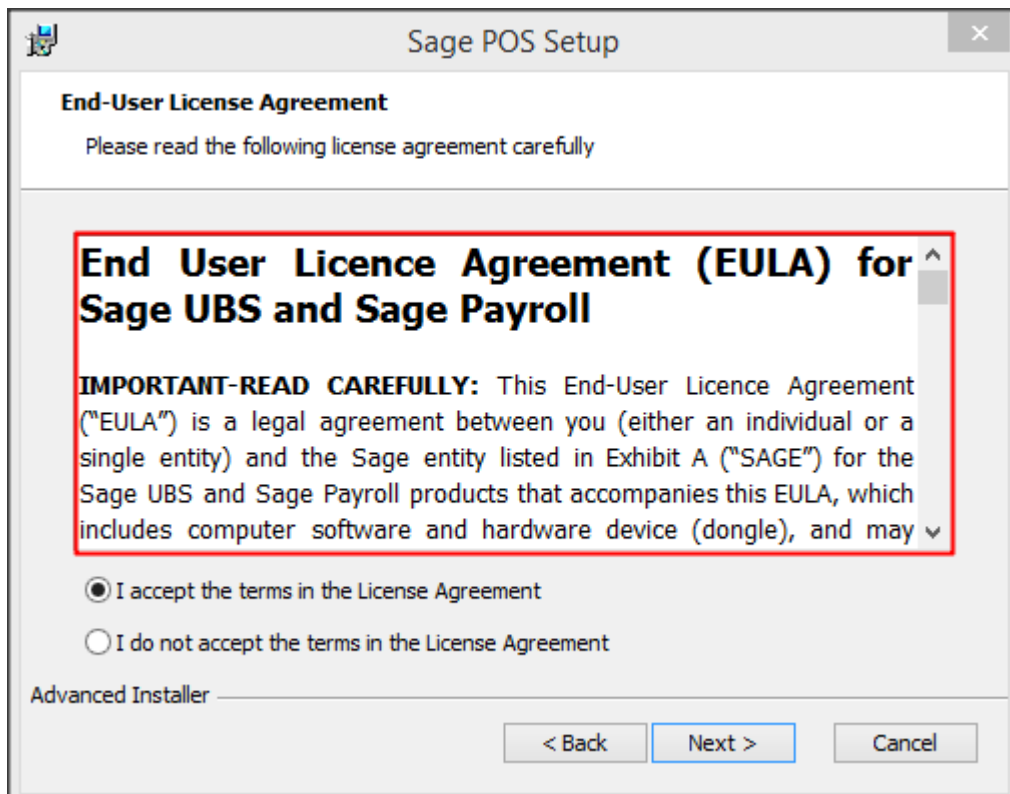 Sage POS Setup
End-User License Agreement
Please read the following license agreement carefully
End User Licence Agreement (EULA) for
Sage UBS and Sage Payroll
IMPORTANT-READ CAREFULLY: This End-User Licence Agreement
(“EULA”) is a legal agreement between you (either an individual or a
single entity) and the Sage entity listed in Exhibit A (“SAGE”) for the
Sage UBS and Sage Payroll products that accompanies this EULA, which
includes computer software and hardware device (dongle), and may
I accept the terms in the License Agreement
I do not accept the terms in the License Agreement
Advanced Installer
< Back
Next >
Cancel